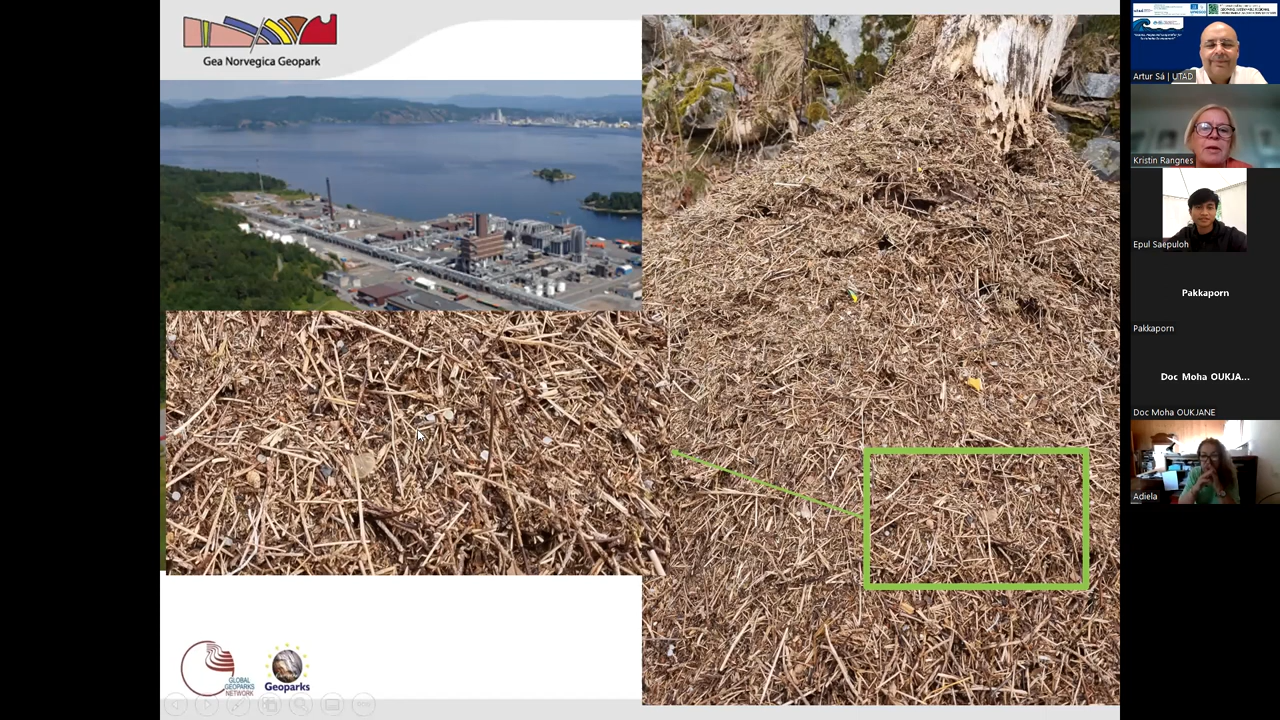 Gea Norvegica Geopark
GLOBAL
GEOPARKS
NETWORK
Geoparks
Artur Sá | UTAD
Kristin Rangnes
Epul Saepuloh
Pakkaporn
Pakkaporn
Doc Moha OUKJA...
Doc Moha OUKJANE
Adiela